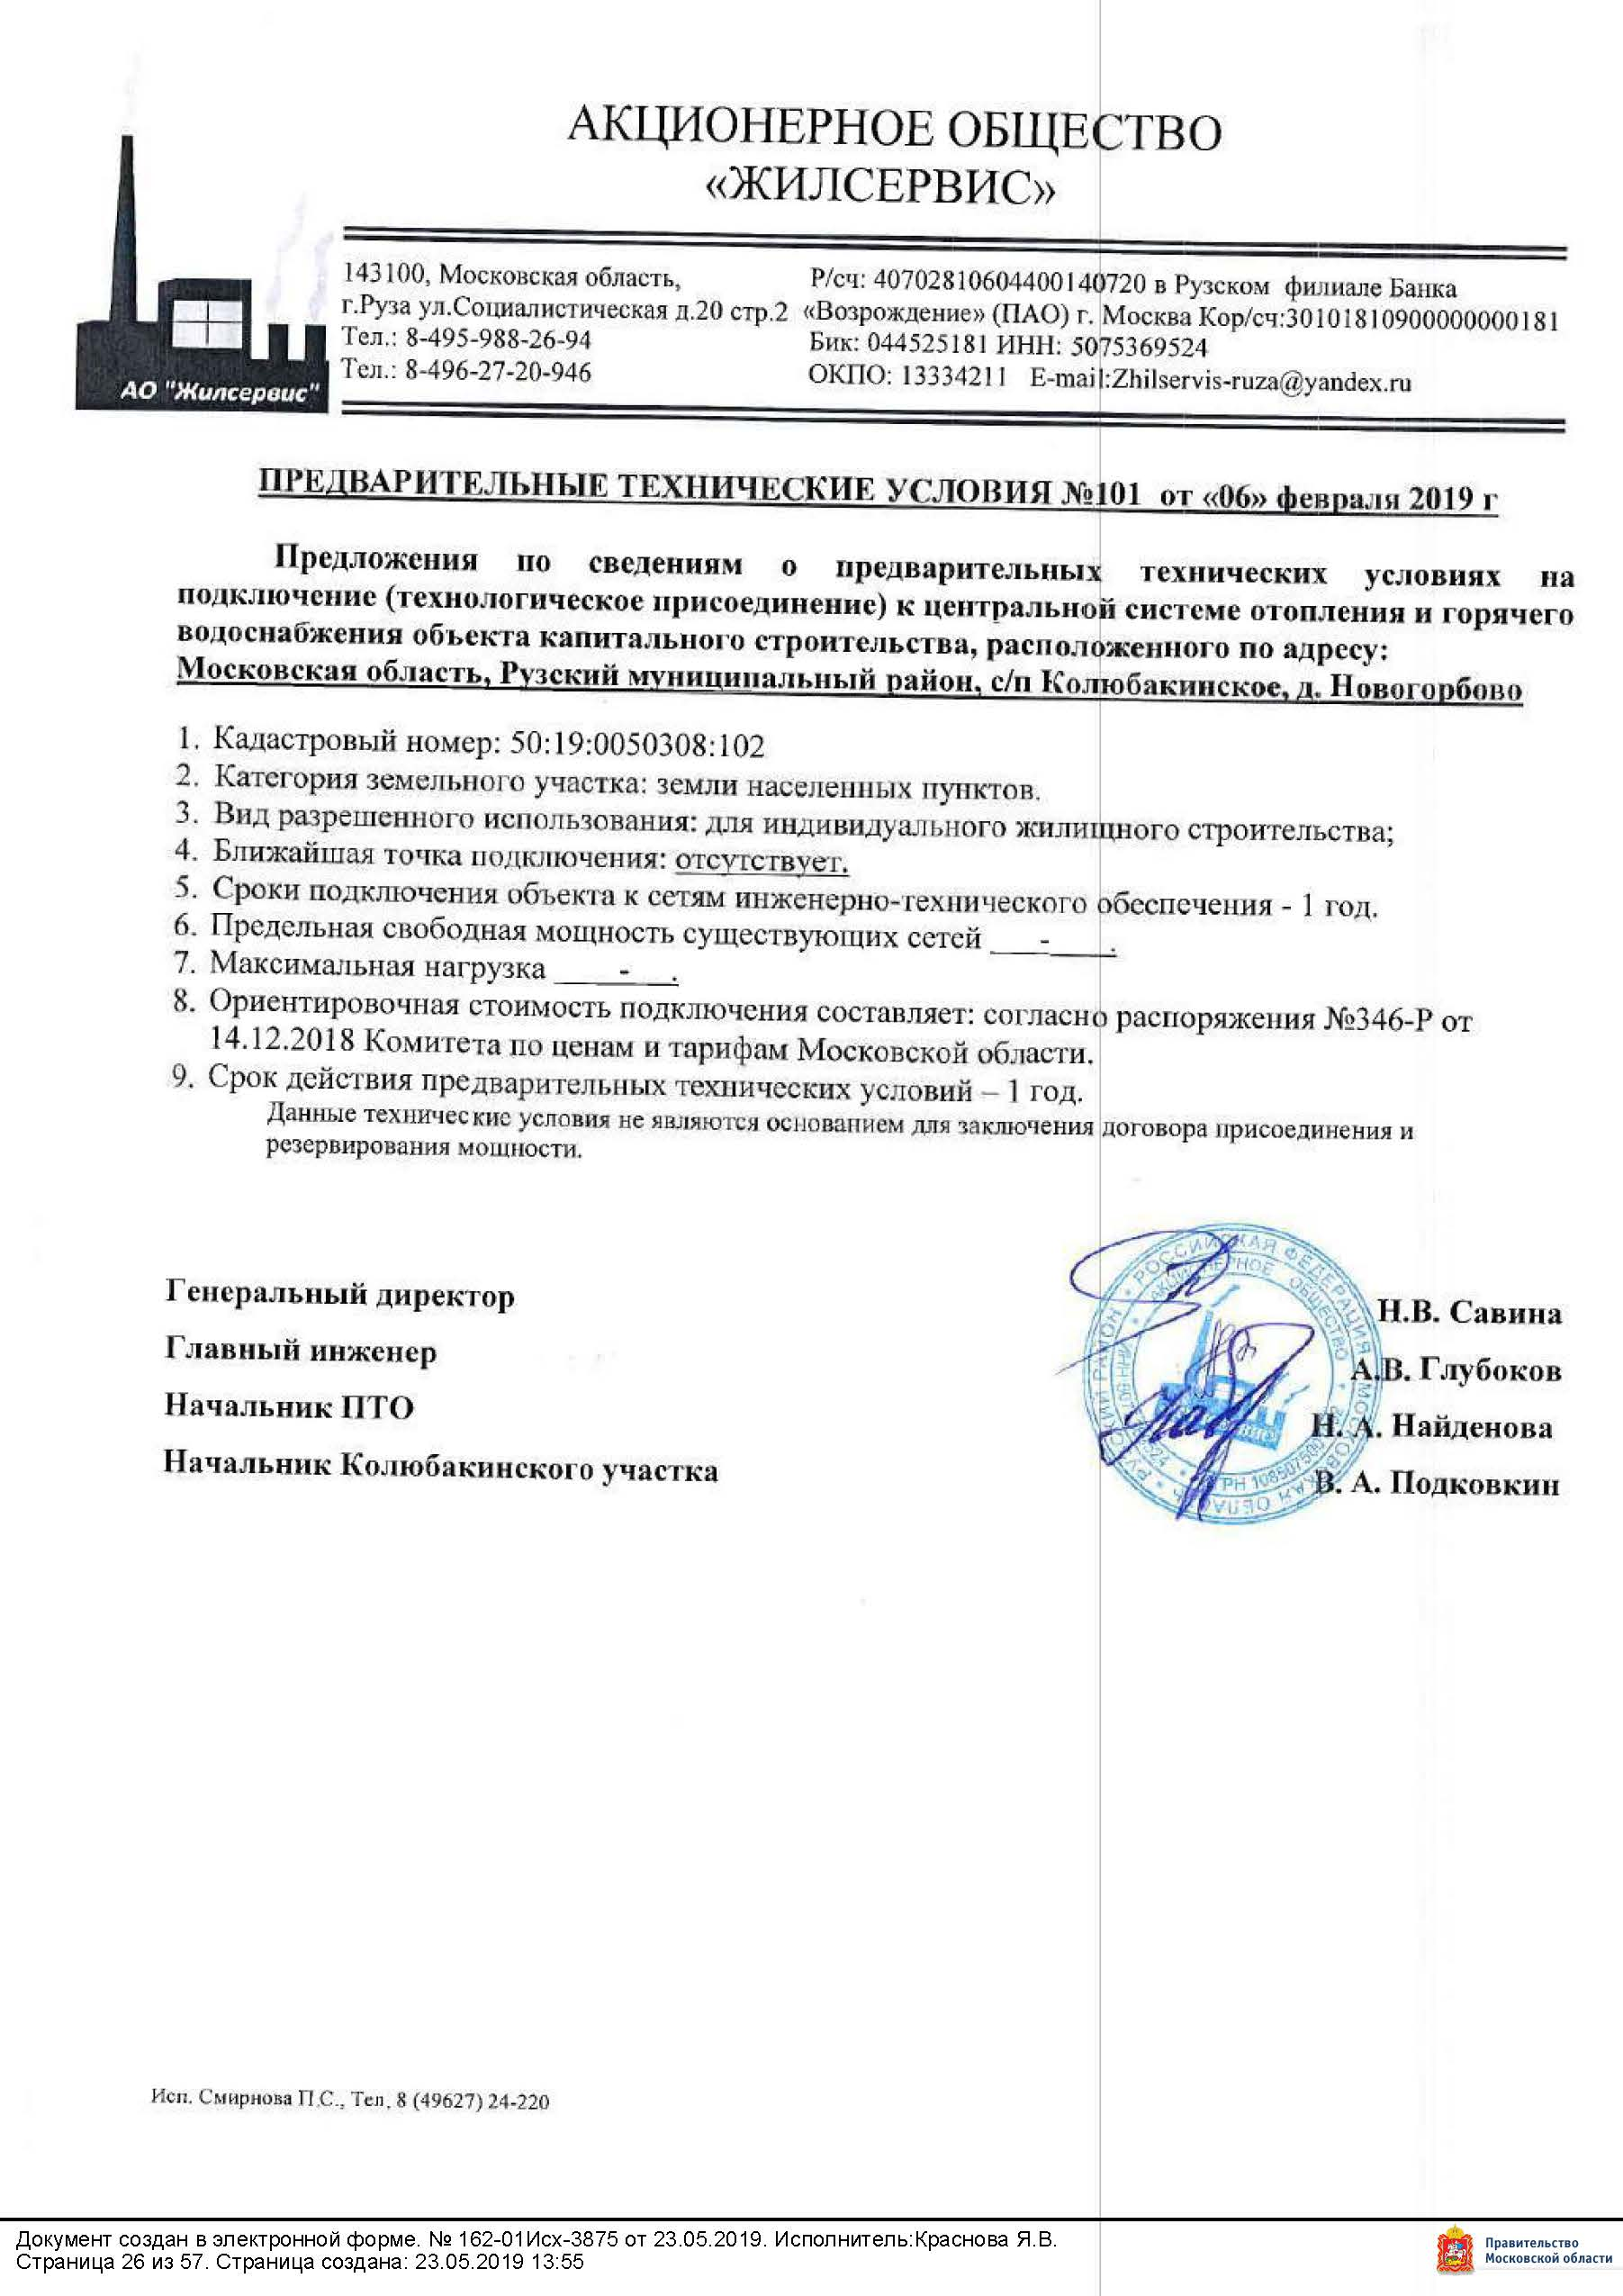 АКЦИОНЕРНОЕ ОБЩЕСТВО
«ЖИЛСЕРВИС»
АО "Жилсервис"
143100, Московская область,
г.Руза ул.Социалистическая д.20 стр.2
Тел.: 8-495-988-26-94
Тел.: 8-496-27-20-946
Р/сч: 40702810604400140720 в Рузском филиале Банка
«Возрождение» (ПАО) г. Москва Кор/сч:30101810900000000181
Бик: 044525181 ИНН: 5075369524
ОКПО: 13334211 E-mail:Zhilservis-ruza@yandex.ru
ПРЕДВАРИТЕЛЬНЫЕ ТЕХНИЧЕСКИЕ УСЛОВИЯ №101 от «06» февраля 2019 г
Предложения по сведениям о предварительных технических условиях на
подключение (технологическое присоединение) к центральной системе отопления и горячего
водоснабжения объекта капитального строительства, расположенного по адресу:
Московская область, Рузский муниципальный район, с/п Колюбакинское, д. Новогорбово
1. Кадастровый номер: 50:19:0050308:102
2. Категория земельного участка: земли населенных пунктов.
3. Вид разрешенного использования: для индивидуального жилищного строительства;
4. Ближайшая точка подключения: отсутствует.
5. Сроки подключения объекта к сетям инженерно-технического обеспечения - 1 год.
6. Предельная свободная мощность существующих сетей ___-____.
7. Максимальная нагрузка ____-___.
8. Ориентировочная стоимость подключения составляет: согласно распоряжения №346-Р от
14.12.2018 Комитета по ценам и тарифам Московской области.
9. Срок действия предварительных технических условий – 1 год.
Данные технические условия не являются основанием для заключения договора присоединения и
резервирования мощности.
Генеральный директор Н.В. Савина
Главный инженер А.В. Глубоков
Начальник ПТО Н. А. Найденова
Начальник Колюбакинского участка В. А. Подковкин
РОССИЙСКАЯ ФЕДЕРАЦИЯ
АКЦИОНЕРНОЕ ОБЩЕСТВО
Исп. Смирнова П.С., Тел. 8 (49627) 24-220
Документ создан в электронной форме. № 162-01Исх-3875 от 23.05.2019. Исполнитель:Краснова Я.В.
Страница 26 из 57. Страница создана: 23.05.2019 13:55
Правительство
Московской области